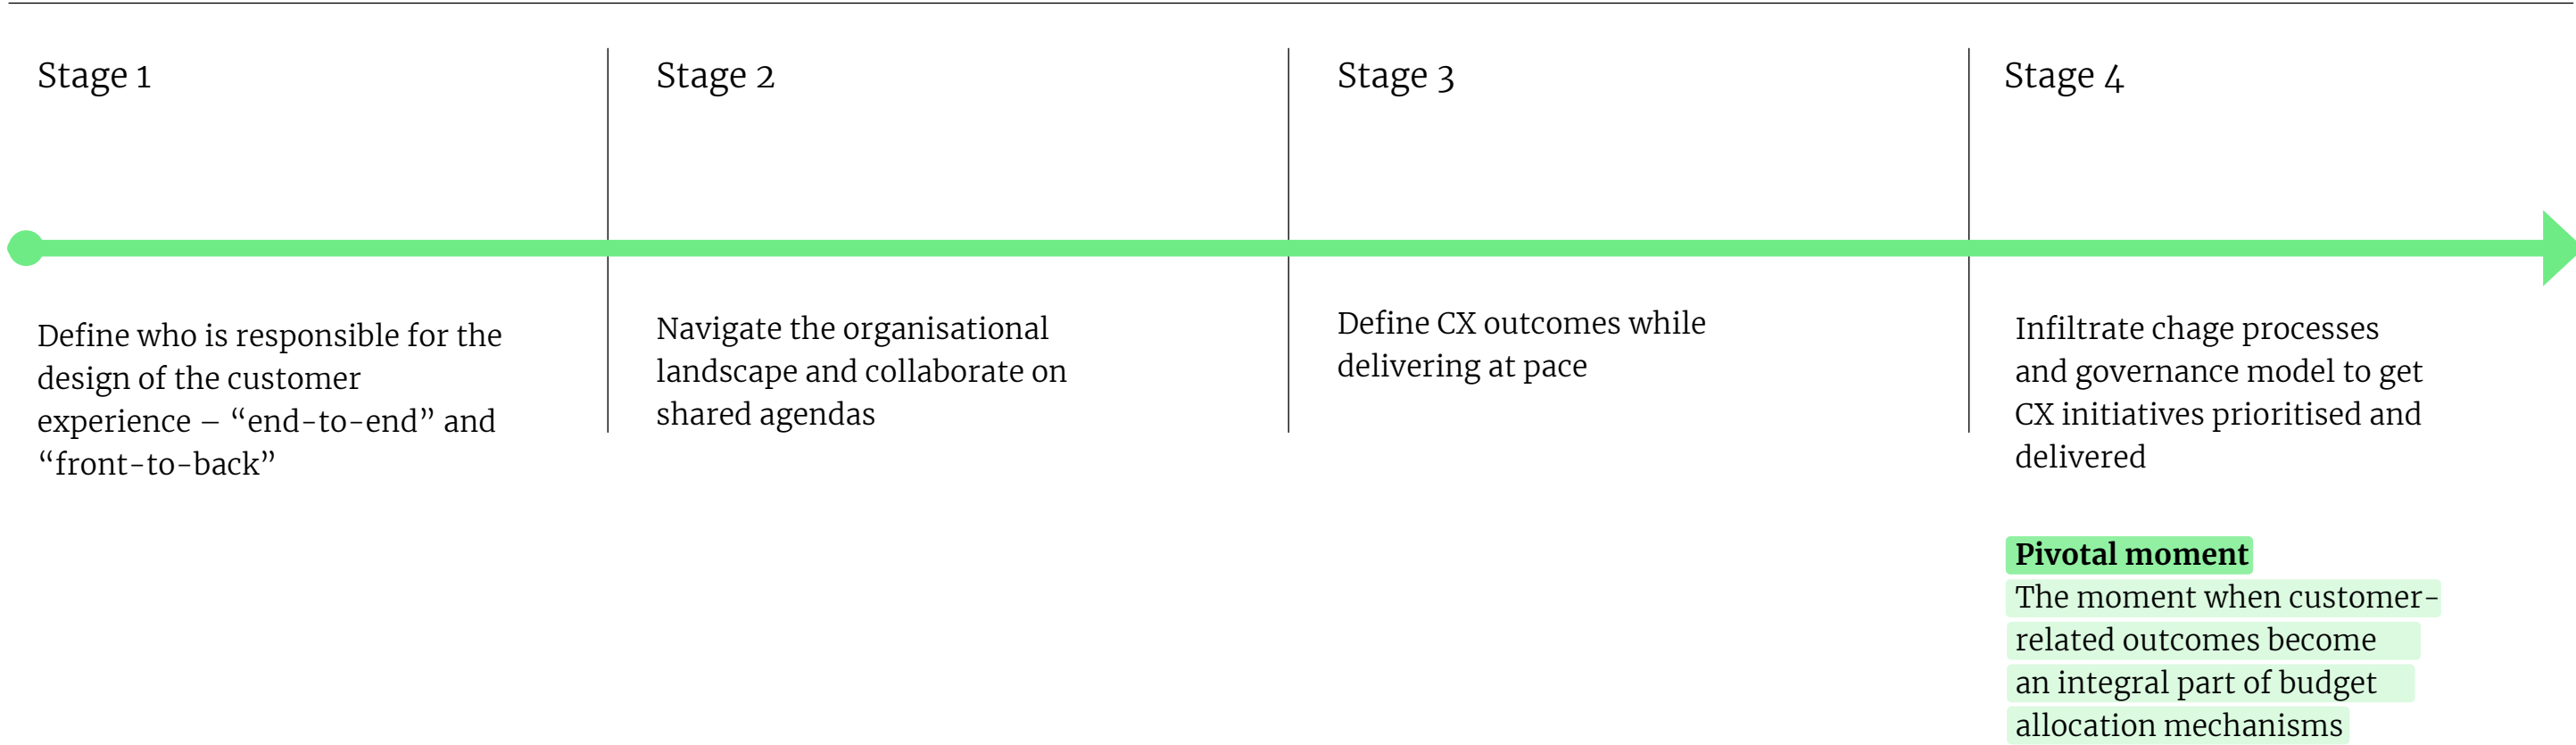 Stage 1
Stage 2
Stage 3
Stage 4
Define who is responsible for the
design of the customer
experience – “end-to-end” and
“front-to-back”
Navigate the organisational
landscape and collaborate on
shared agendas
Define CX outcomes while
delivering at pace
Infiltrate chage processes
and governance model to get
CX initiatives prioritised and
delivered
Pivotal moment
The moment when customer-
related outcomes become
an integral part of budget
allocation mechanisms